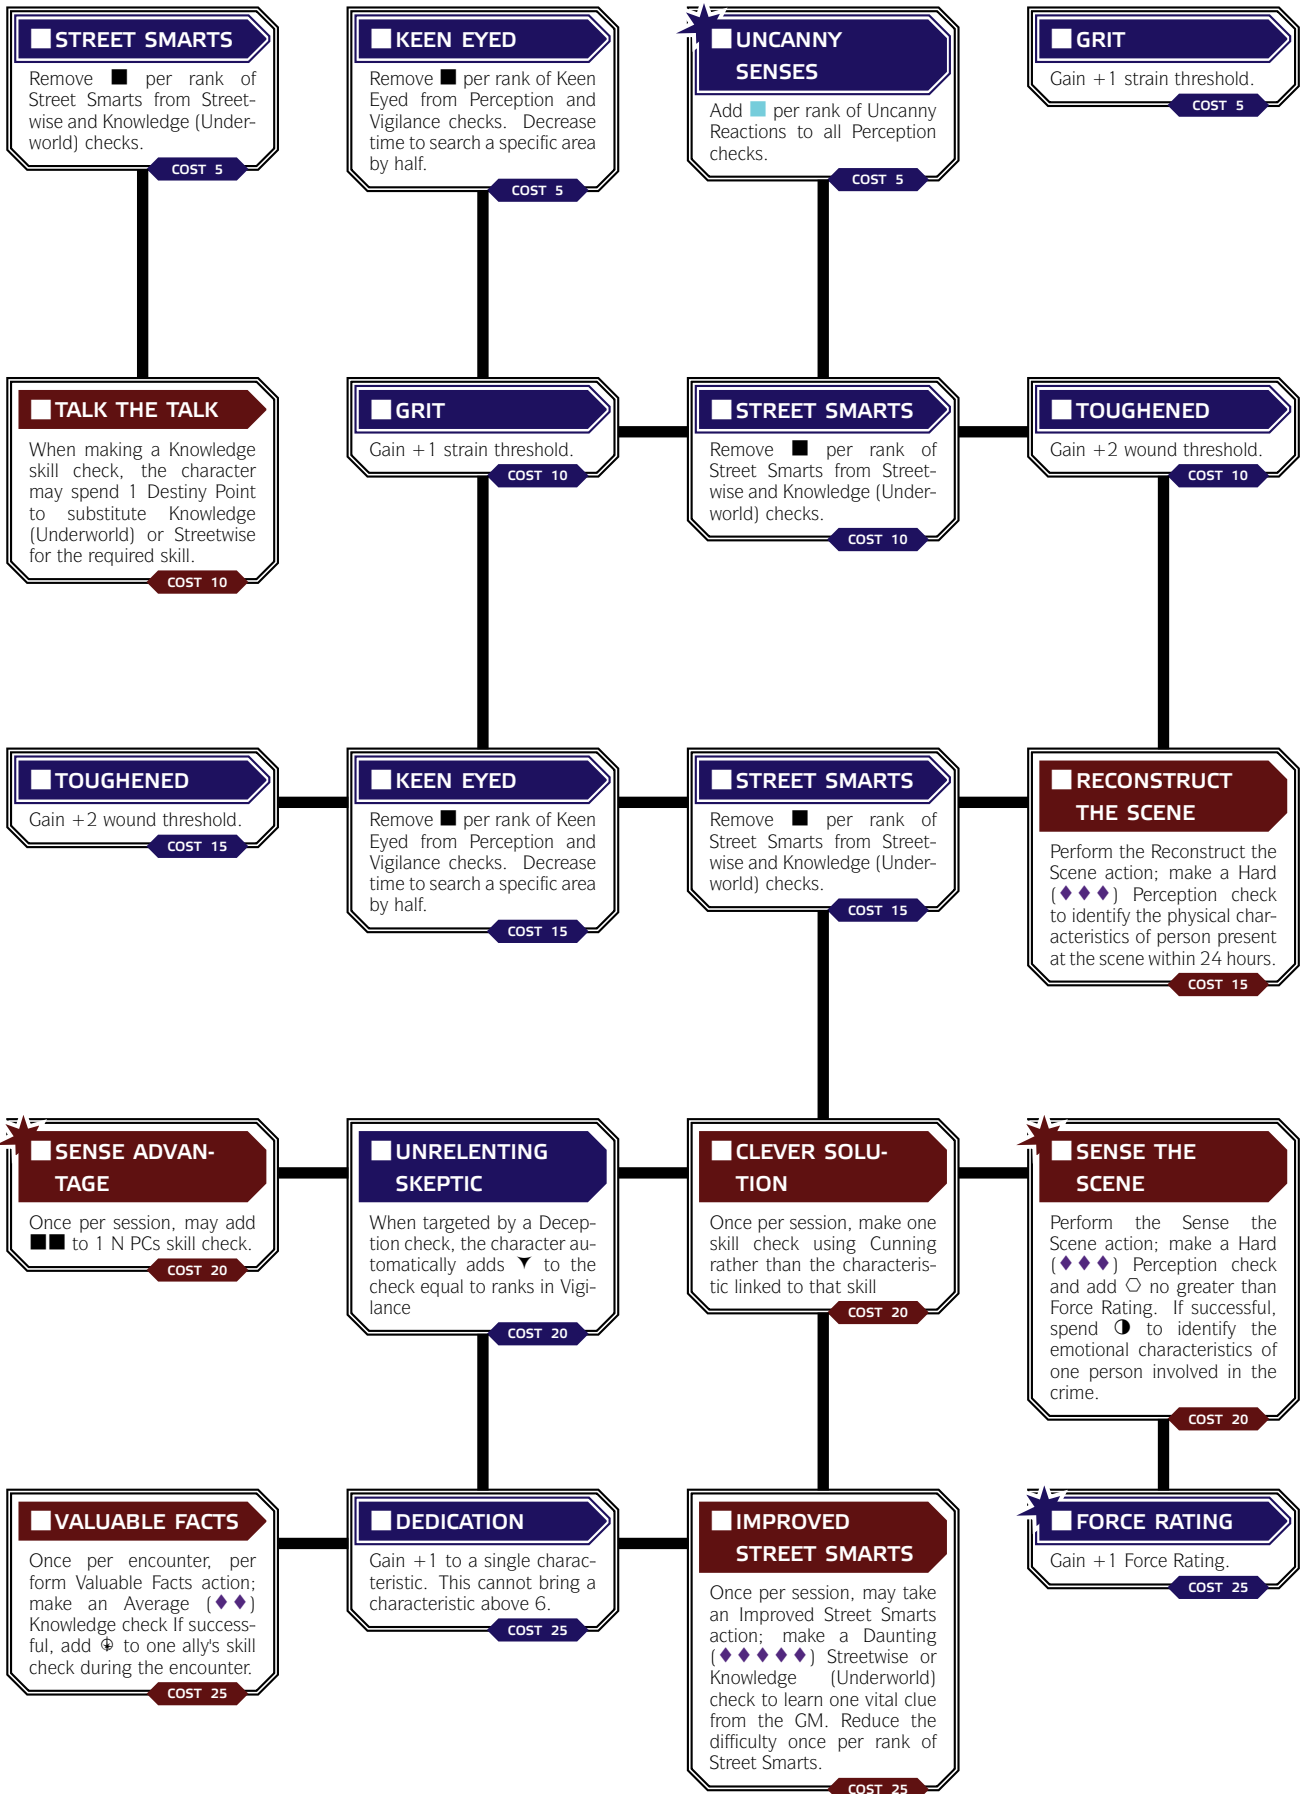 STREET SMARTS
Remove ■ per rank of
Street Smarts from Street-
wise and Knowledge (Under-
world) checks.
COST 5
KEEN EYED
Remove ■ per rank of Keen
Eyed from Perception and
Vigilance checks. Decrease
time to search a specific area
by half.
COST 5
UNCANNY
SENSES
Add ■ per rank of Uncanny
Reactions to all Perception
checks.
COST 5
GRIT
Gain +1 strain threshold.
COST 5
TALK THE TALK
When making a Knowledge
skill check, the character
may spend 1 Destiny Point
to substitute Knowledge
(Underworld) or Streetwise
for the required skill.
COST 10
GRIT
Gain +1 strain threshold.
COST 10
STREET SMARTS
Remove ■ per rank of
Street Smarts from Street-
wise and Knowledge (Under-
world) checks.
COST 10
TOUGHENED
Gain +2 wound threshold.
COST 10
TOUGHENED
Gain +2 wound threshold.
COST 15
KEEN EYED
Remove ■ per rank of Keen
Eyed from Perception and
Vigilance checks. Decrease
time to search a specific area
by half.
COST 15
STREET SMARTS
Remove ■ per rank of
Street Smarts from Street-
wise and Knowledge (Under-
world) checks.
COST 15
RECONSTRUCT
THE SCENE
Perform the Reconstruct the
Scene action; make a Hard
(♦♦♦) Perception check
to identify the physical char-
acteristics of person present
at the scene within 24 hours.
COST 15
SENSE ADVAN-
TAGE
Once per session, may add
■■ to 1 N PCs skill check.
COST 20
UNRELENTING
SKEPTIC
When targeted by a Decep-
tion check, the character au-
tomatically adds to the
check equal to ranks in Vigi-
lance
COST 20
CLEVER SOLU-
TION
Once per session, make one
skill check using Cunning
rather than the characteris-
tic linked to that skill
COST 20
SENSE THE
SCENE
Perform the Sense the
Scene action; make a Hard
(♦♦♦) Perception check
and add no greater than
Force Rating. If successful,
spend ◑ to identify the
emotional characteristics of
one person involved in the
crime.
COST 20
VALUABLE FACTS
Once per encounter, per
form Valuable Facts action;
make an Average (♦♦)
Knowledge check If success-
ful, add to one ally's skill
check during the encounter.
COST 25
DEDICATION
Gain +1 to a single charac-
teristic. This cannot bring a
characteristic above 6.
COST 25
IMPROVED
STREET SMARTS
Once per session, may take
an Improved Street Smarts
action; make a Daunting
(♦♦♦♦♦) Streetwise or
Knowledge (Underworld)
check to learn one vital clue
from the GM. Reduce the
difficulty once per rank of
Street Smarts.
COST 25
FORCE RATING
Gain +1 Force Rating.
COST 25